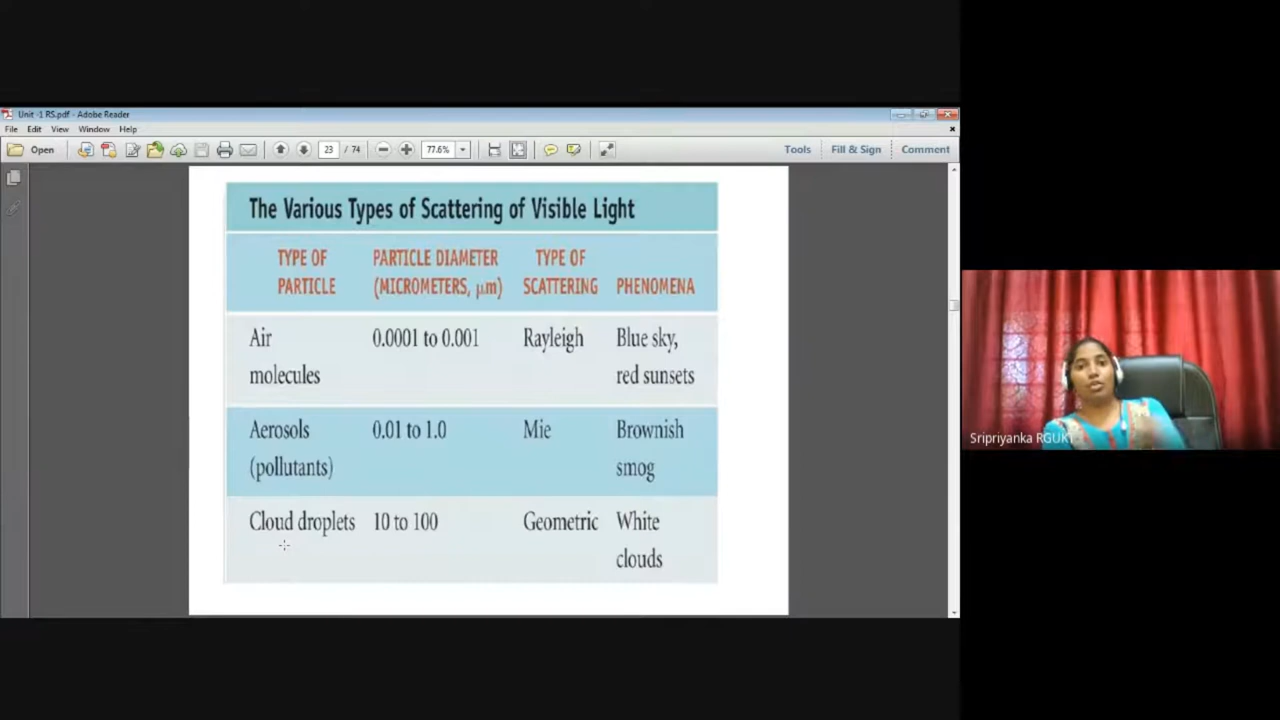 Unit -1 RS.pdf - Adobe Reader
File Edit View Window Help
Open 23 / 74 77.6% Tools Fill & Sign Comment
The Various Types of Scattering of Visible Light
TYPE OF PARTICLE DIAMETER TYPE OF
PARTICLE (MICROMETERS, μm) SCATTERING PHENOMENA
Air 0.0001 to 0.001 Rayleigh Blue sky,
molecules red sunsets
Aerosols 0.01 to 1.0 Mie Brownish
(pollutants) smog
Cloud droplets 10 to 100 Geometric White
clouds
Sripriyanka RGUKT